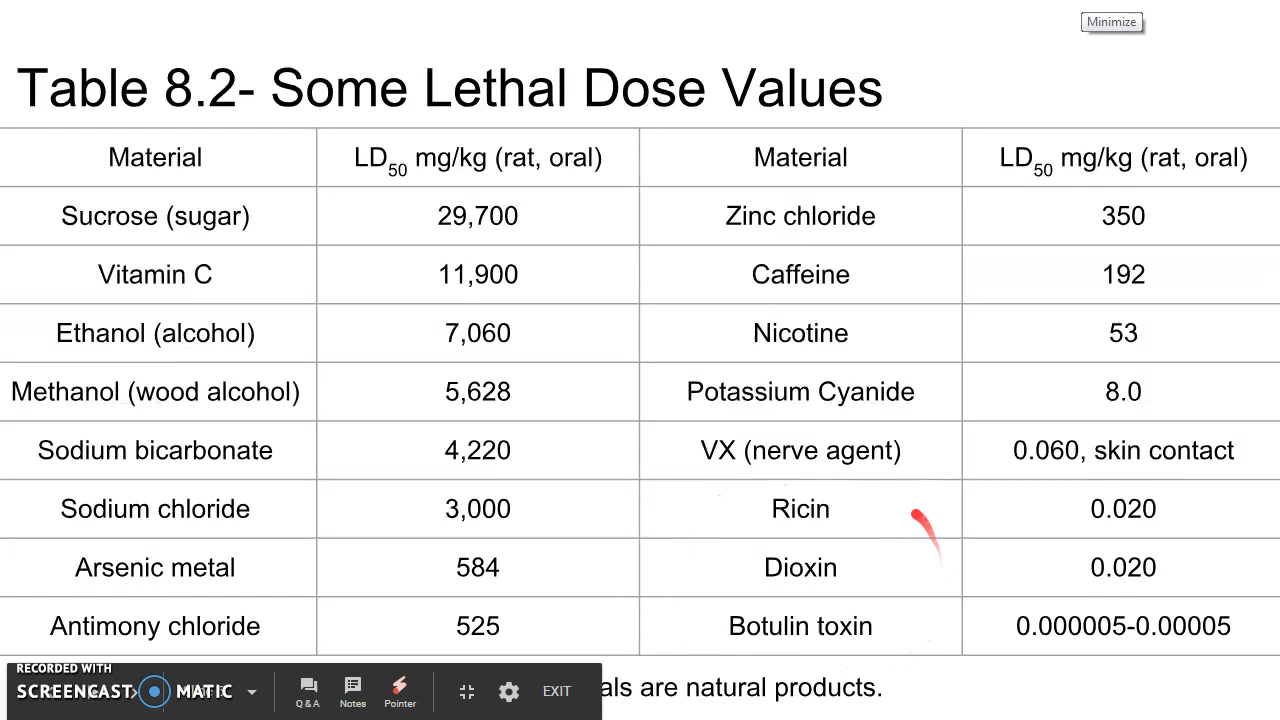 Minimize
Table 8.2- Some Lethal Dose Values
Material LD50 mg/kg (rat, oral) Material LD50 mg/kg (rat, oral)
Sucrose (sugar) 29,700 Zinc chloride 350
Vitamin C 11,900 Caffeine 192
Ethanol (alcohol) 7,060 Nicotine 53
Methanol (wood alcohol) 5,628 Potassium Cyanide 8.0
Sodium bicarbonate 4,220 VX (nerve agent) 0.060, skin contact
Sodium chloride 3,000 Ricin 0.020
Arsenic metal 584 Dioxin 0.020
Antimony chloride 525 Botulin toxin 0.000005-0.00005
RECORDED WITH
SCREENCAST MATIC
Q & A Notes Pointer EXIT
are natural products.